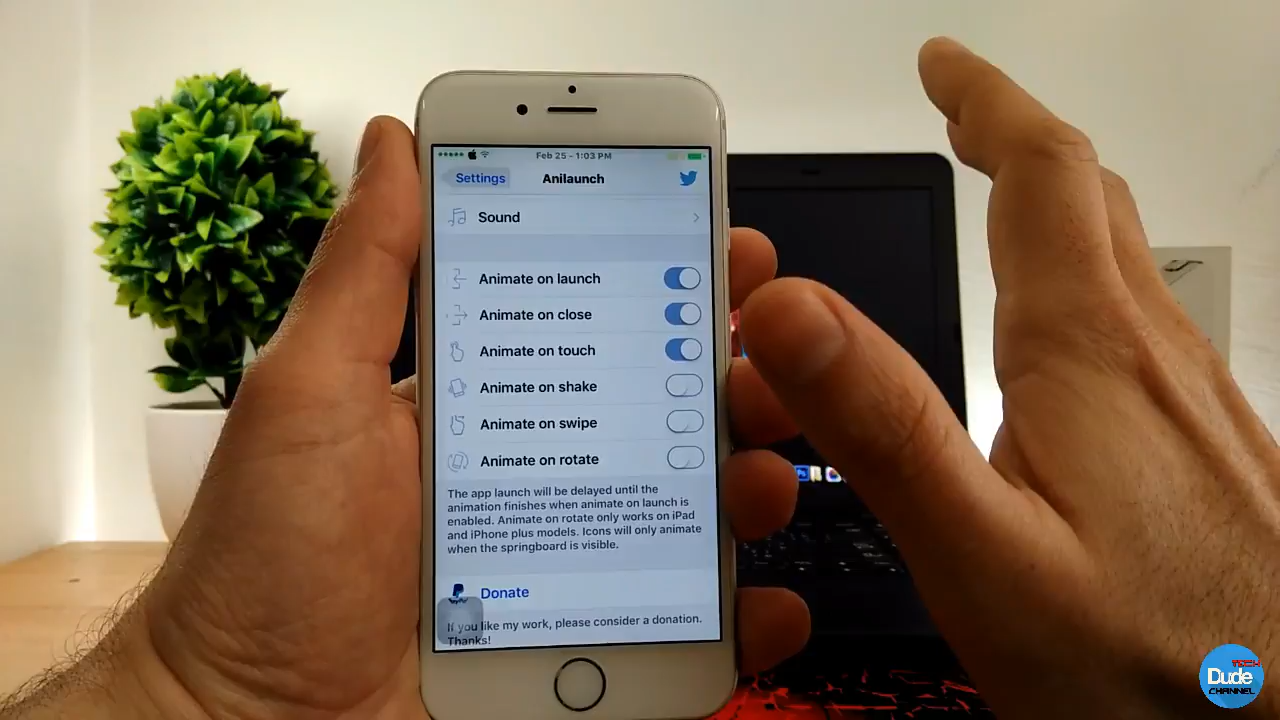 Feb 25 - 1:03 PM
Settings
Anilaunch
Sound
Animate on launch
Animate on close
Animate on touch
Animate on shake
Animate on swipe
Animate on rotate
The app launch will be delayed until the
animation finishes when animate on launch is
enabled. Animate on rotate only works on iPad
and iPhone plus models. Icons will only animate
when the springboard is visible.
Donate
If you like my work, please consider a donation.
Thanks!
Ps
TECH
Dude
CHANNEL